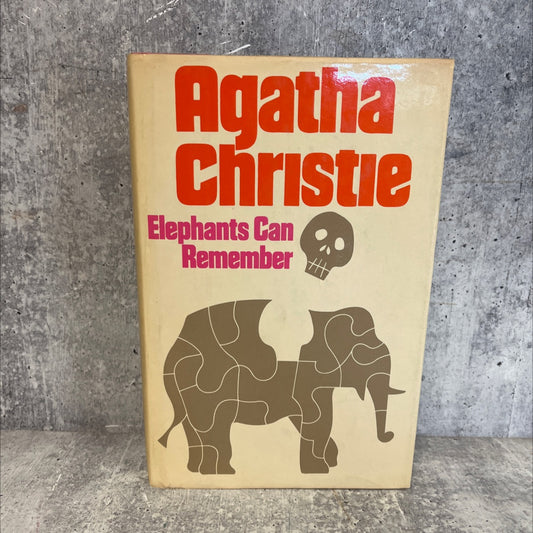 Agatha
Christie
Elephants Can
Remember